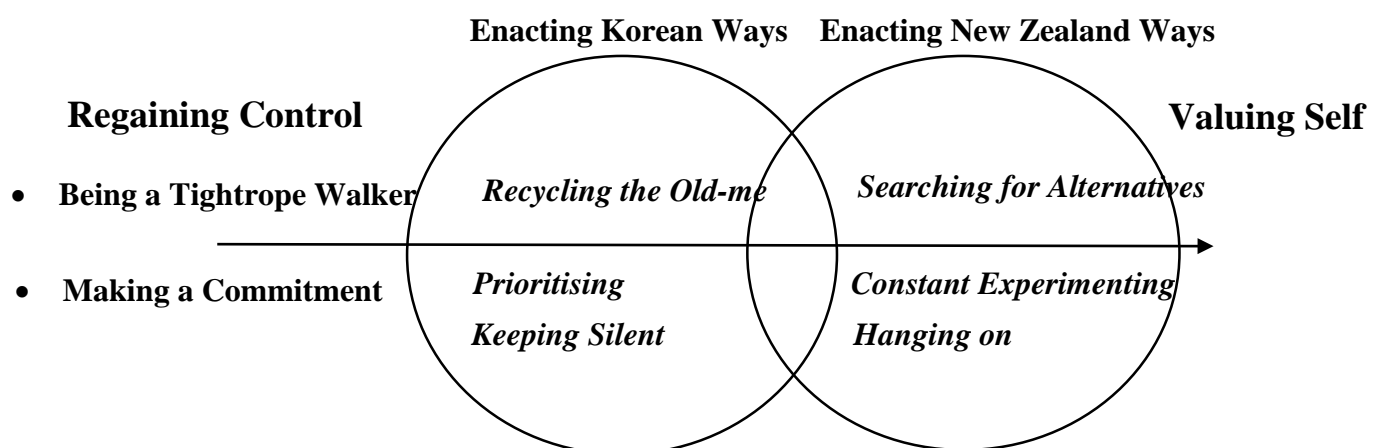 Enacting Korean Ways Enacting New Zealand Ways
Regaining Control
Valuing Self
• Being a Tightrope Walker
Recycling the Old-me
Searching for Alternatives
• Making a Commitment
Prioritising
Constant Experimenting
Keeping Silent
Hanging on